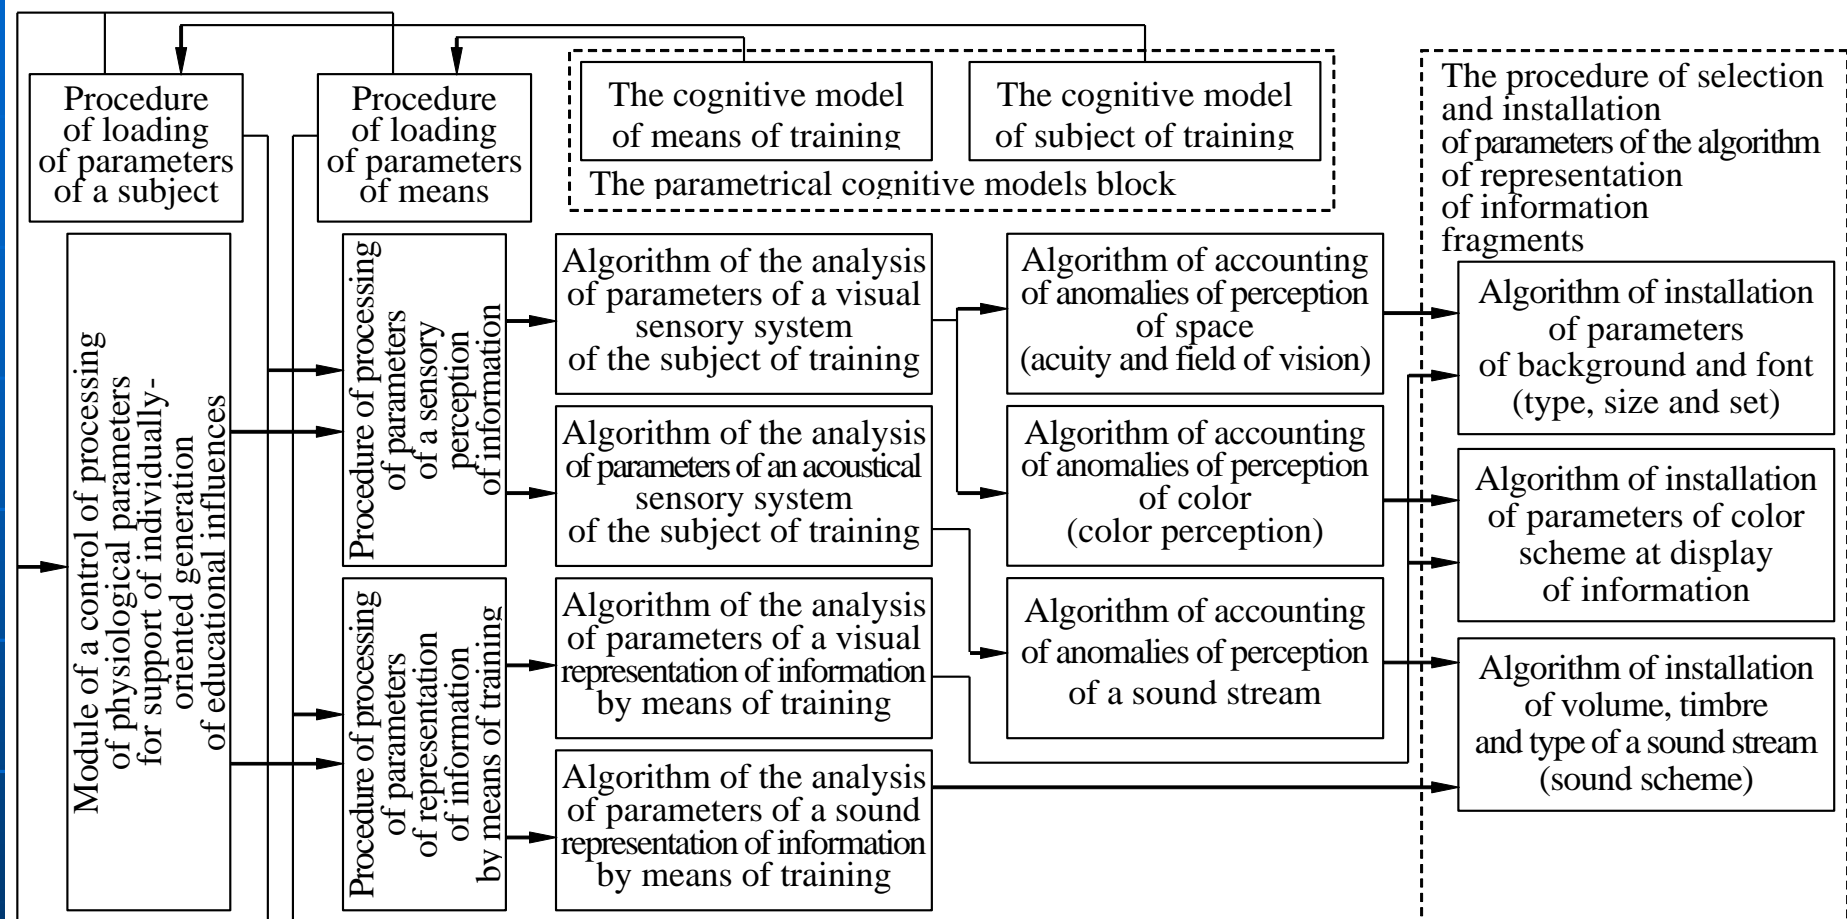 Procedure
of loading
of parameters
of a subject
Procedure
of loading
of parameters
of means
The cognitive model
of means of training
The cognitive model
of subject of training
The parametrical cognitive models block
The procedure of selection
and installation
of parameters of the algorithm
of representation
of information
fragments
Module of a control of processing
of physiological parameters
for support of individually-
oriented generation
of educational influences
Procedure of processing
of parameters
of a sensory
perception
of information
Algorithm of the analysis
of parameters of a visual
sensory system
of the subject of training
Algorithm of accounting
of anomalies of perception
of space
(acuity and field of vision)
Algorithm of installation
of parameters
of background and font
(type, size and set)
Algorithm of the analysis
of parameters of an acoustical
sensory system
of the subject of training
Algorithm of accounting
of anomalies of perception
of color
(color perception)
Algorithm of installation
of parameters of color
scheme at display
of information
Procedure of processing
of parameters
of representation
of information
by means of training
Algorithm of the analysis
of parameters of a visual
representation of information
by means of training
Algorithm of accounting
of anomalies of perception
of a sound stream
Algorithm of installation
of volume, timbre
and type of a sound stream
(sound scheme)
Algorithm of the analysis
of parameters of a sound
representation of information
by means of training